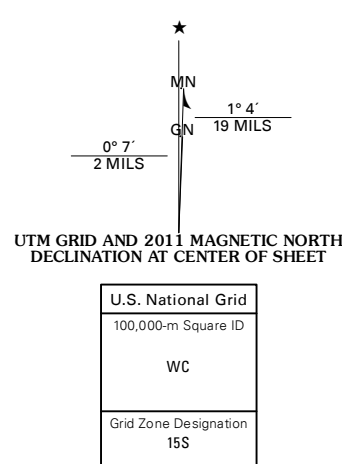 ★
MN
1° 4´
19 MILS
GN
0° 7´
2 MILS
UTM GRID AND 2011 MAGNETIC NORTH
DECLINATION AT CENTER OF SHEET
U.S. National Grid
100,000-m Square ID
WC
Grid Zone Designation
15S